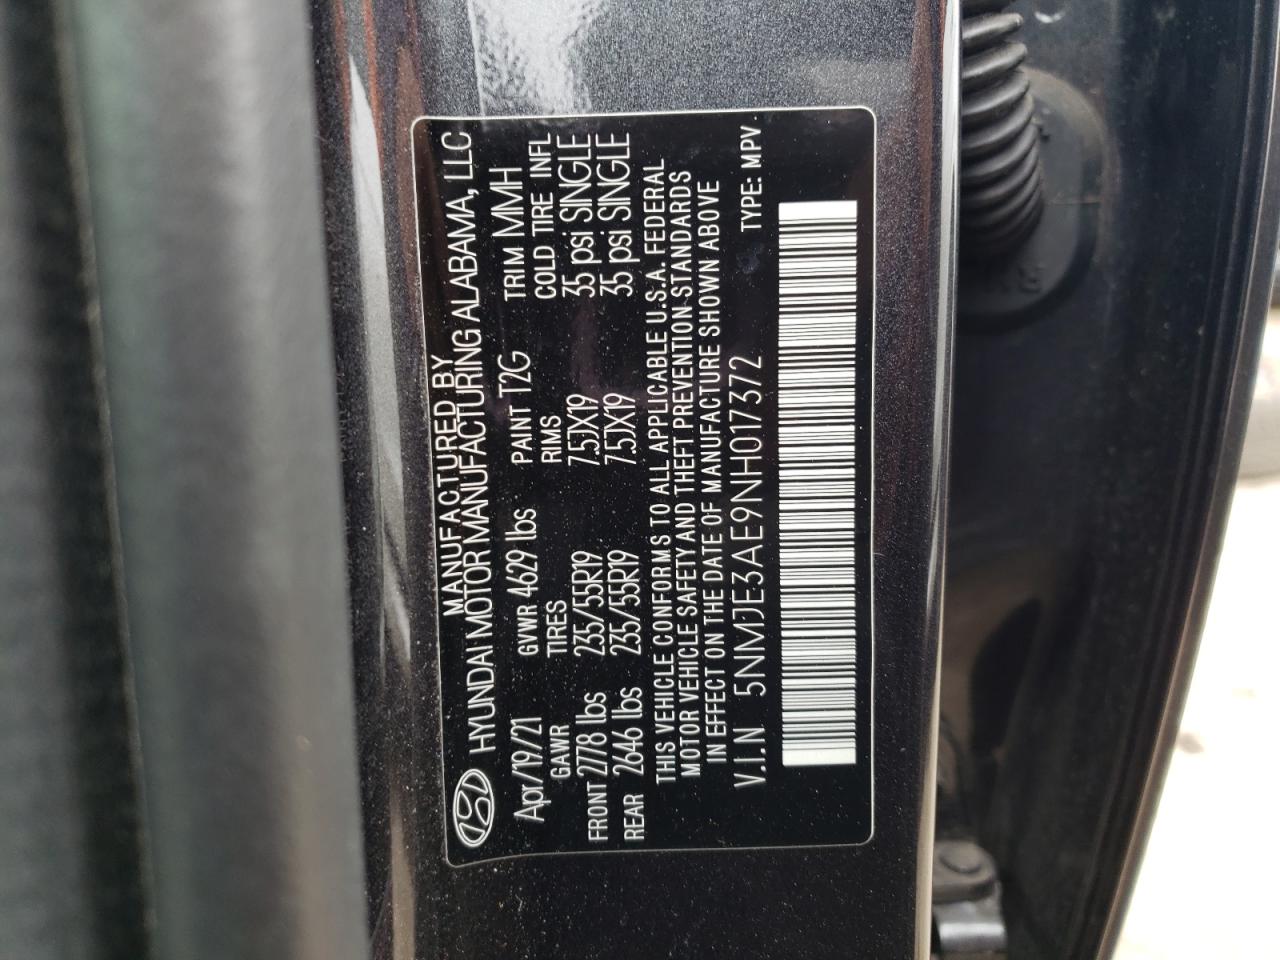 MANUFACTURED BY
HYUNDAI MOTOR MANUFACTURING ALABAMA, LLC
Apr/19/21 GVWR 4629 lbs PAINT T2G TRIM MMH
GAWR TIRES RIMS COLD TIRE INFL
FRONT 2778 lbs 235/55R19 7.5JX19 35 psi SINGLE
REAR 2646 lbs 235/55R19 7.5JX19 35 psi SINGLE
THIS VEHICLE CONFORMS TO ALL APPLICABLE U.S.A. FEDERAL
MOTOR VEHICLE SAFETY AND THEFT PREVENTION STANDARDS
IN EFFECT ON THE DATE OF MANUFACTURE SHOWN ABOVE
V.I.N 5NMJE3AE9NH017372 TYPE: MPV.